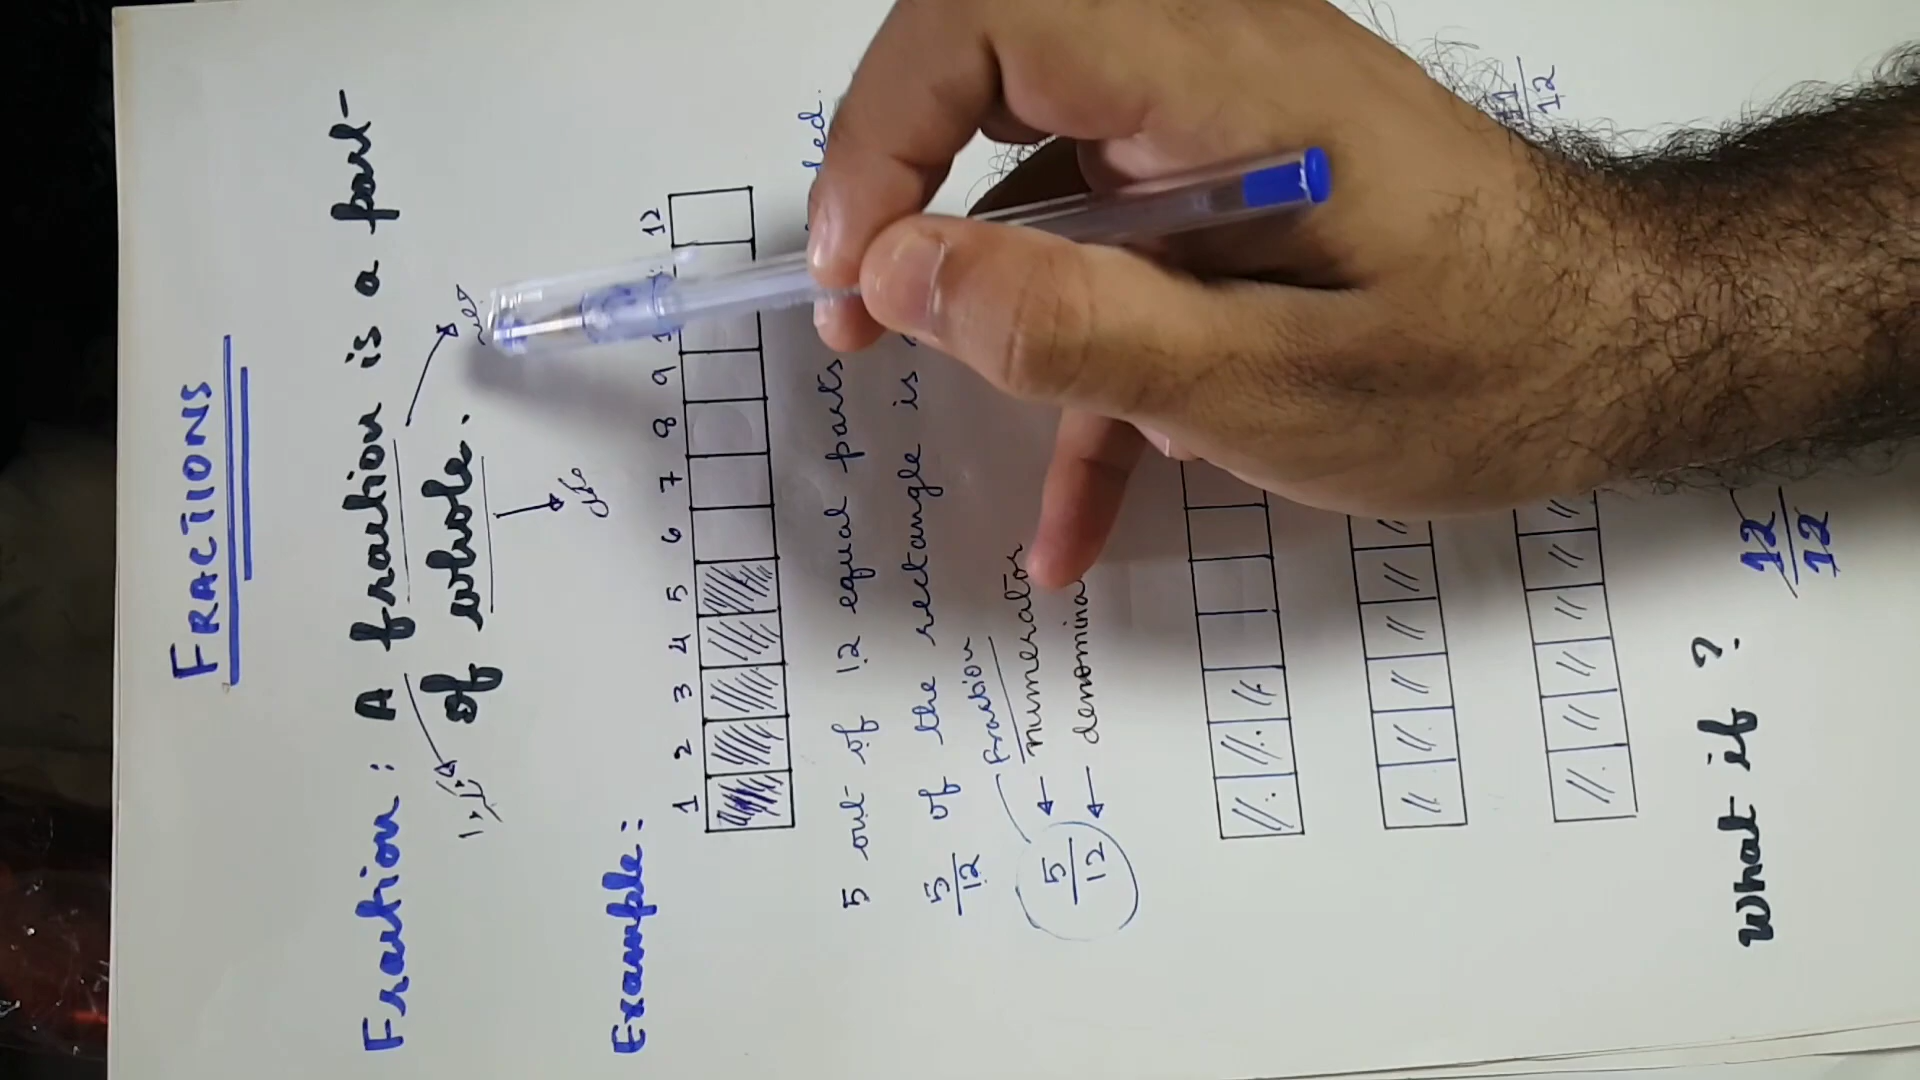 FRACTIONS
Fraction : A fraction is a part
of whole.
Example :
1 2 3 4 5 6 7 8 9 12
5 out of 12 equal parts
5/12 of the rectangle is
fraction
5/12 ← numerator
← denomina
11/12
What if ? 12/12